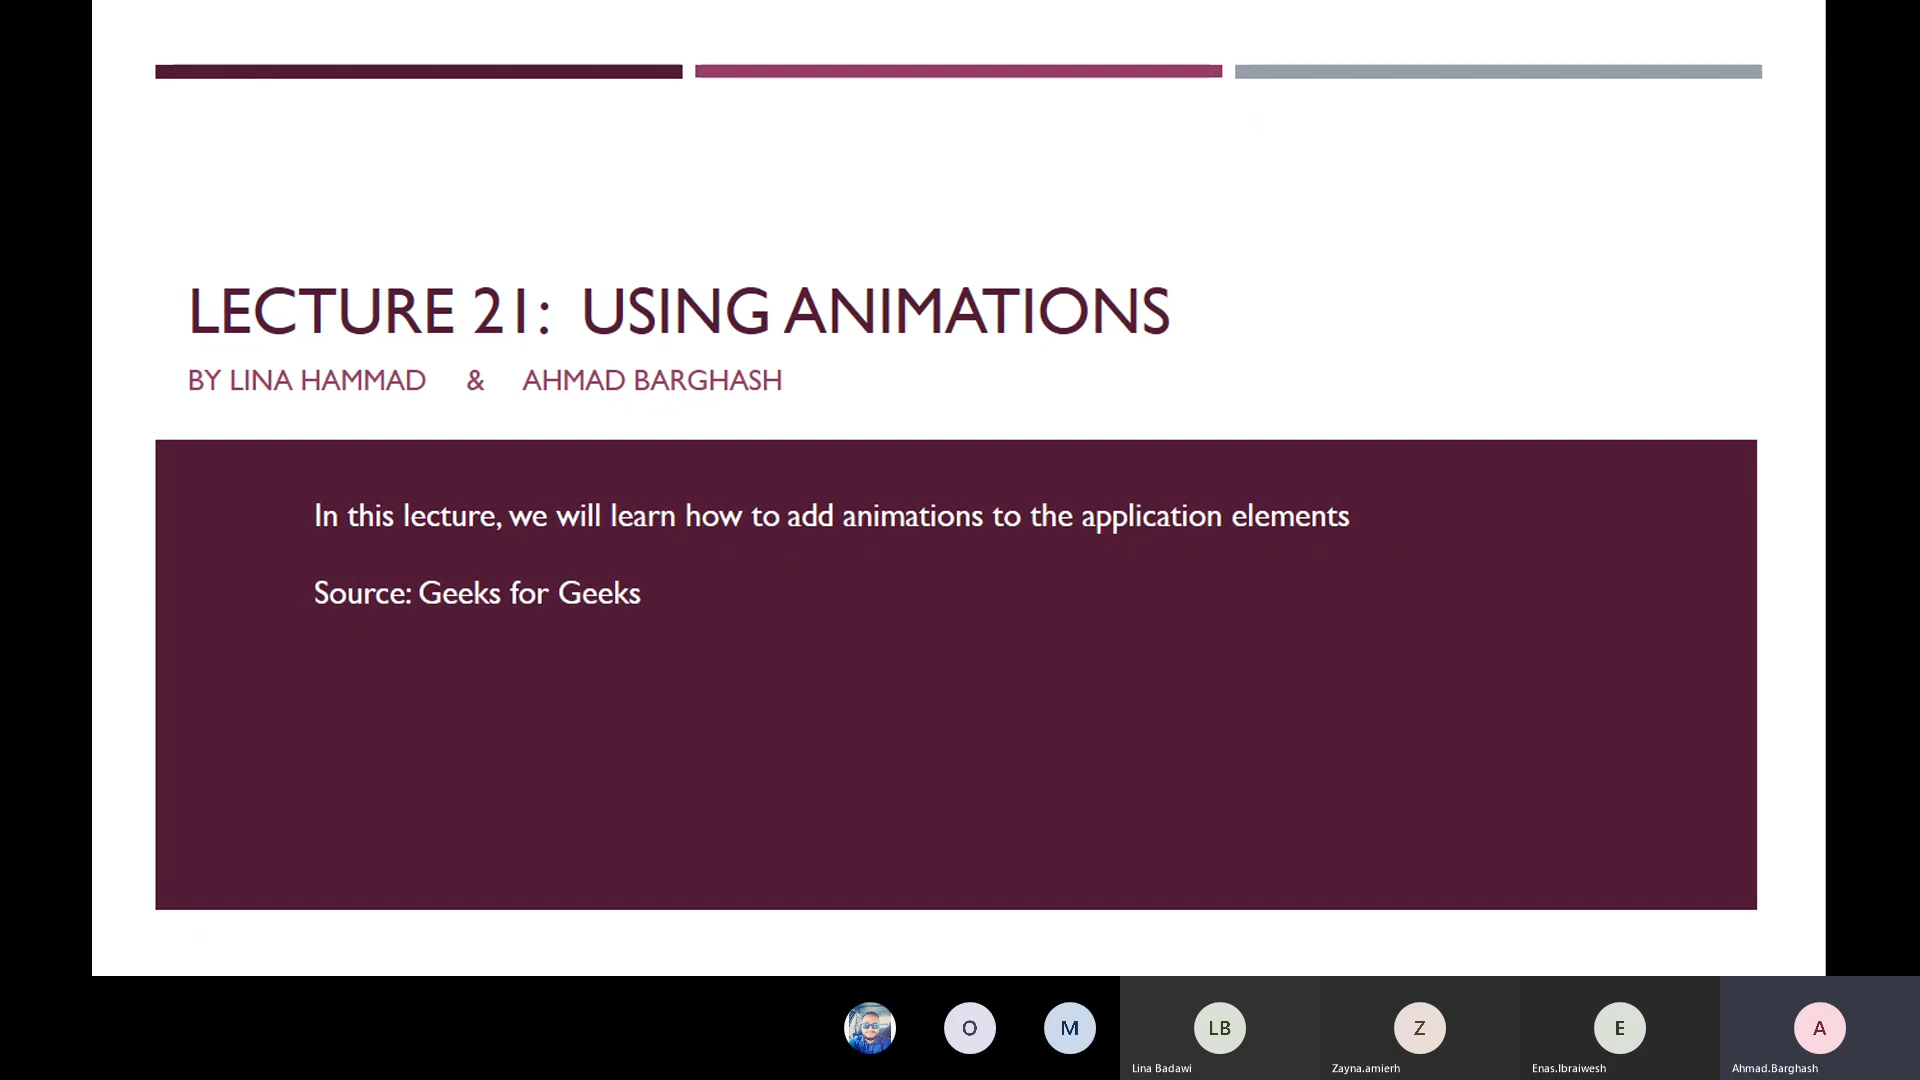 LECTURE 21: USING ANIMATIONS
BY LINA HAMMAD & AHMAD BARGHASH
In this lecture, we will learn how to add animations to the application elements
Source: Geeks for Geeks
O
M
LB
Z
E
A
Lina Badawi
Zayna.amierh
Enas.Ibraiwesh
Ahmad.Barghash